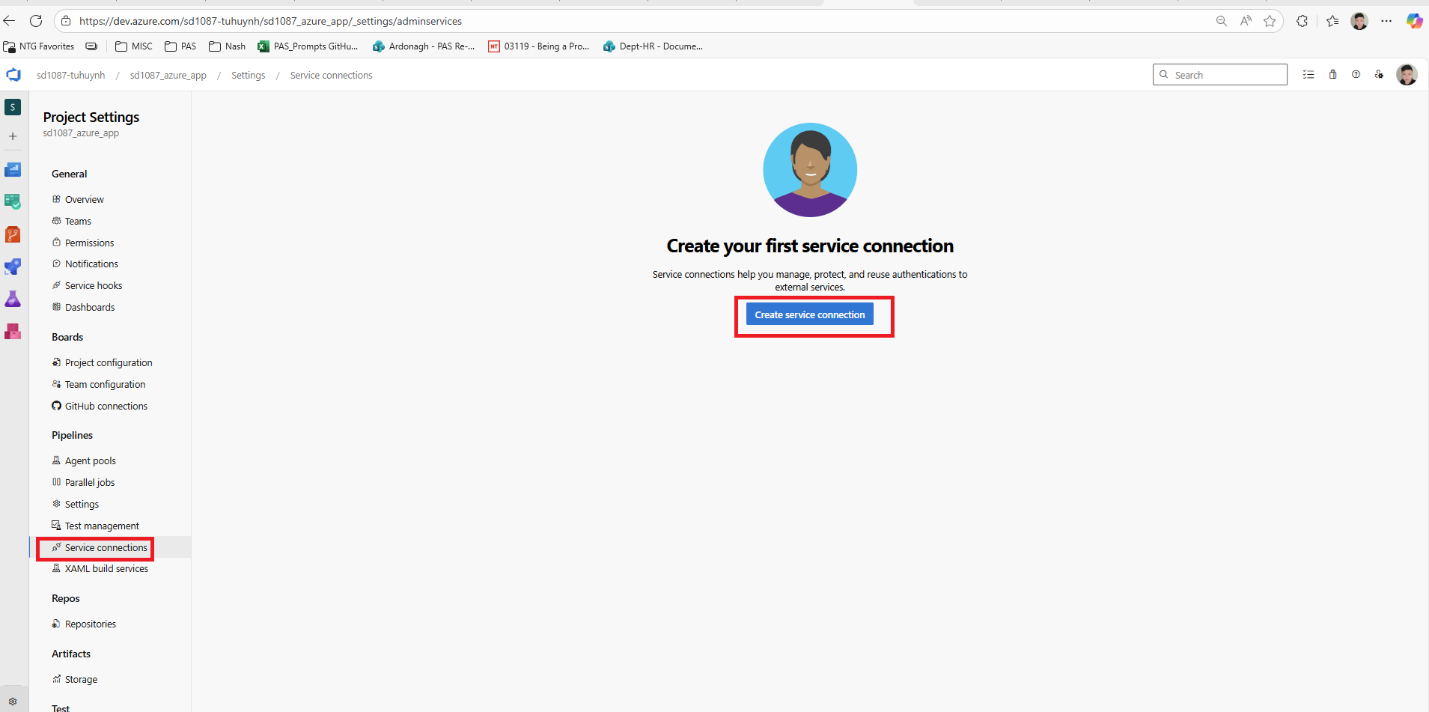 https://dev.azure.com/sd1087-tuhuynh/sd1087_azure_app/_settings/adminservices
NTG Favorites MISC PAS Nash PAS_Prompts GitHu... Ardonagh - PAS Re-... NT 03119 - Being a Pro... Dept-HR - Docume...
sd1087-tuhuynh / sd1087_azure_app / Settings / Service connections
Search
S
Project Settings
sd1087_azure_app
General
Overview
Teams
Permissions
Notifications
Service hooks
Dashboards
Boards
Project configuration
Team configuration
GitHub connections
Pipelines
Agent pools
Parallel jobs
Settings
Test management
Service connections
XAML build services
Repos
Repositories
Artifacts
Storage
Test
Create your first service connection
Service connections help you manage, protect, and reuse authentications to
external services.
Create service connection